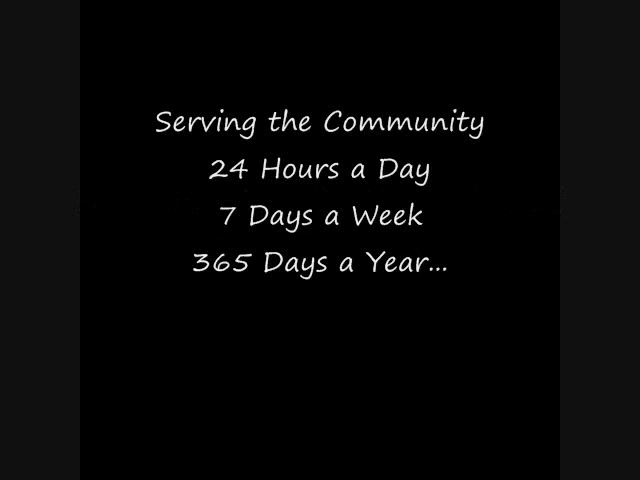 Serving the Community
24 Hours a Day
7 Days a Week
365 Days a Year...